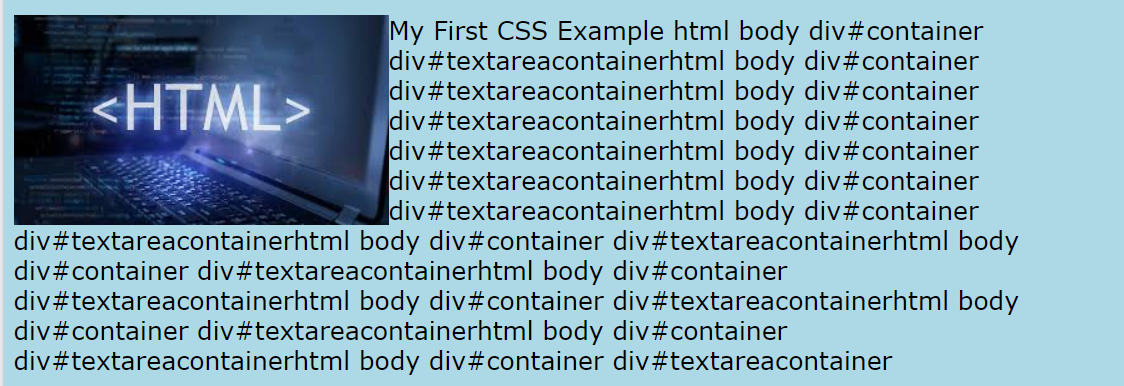 <HTML>
My First CSS Example html body div#container
div#textareacontainerhtml body div#container
div#textareacontainerhtml body div#container
div#textareacontainerhtml body div#container
div#textareacontainerhtml body div#container
div#textareacontainerhtml body div#container
div#textareacontainerhtml body div#container
div#textareacontainerhtml body div#container div#textareacontainerhtml body
div#container div#textareacontainerhtml body div#container
div#textareacontainerhtml body div#container div#textareacontainerhtml body
div#container div#textareacontainerhtml body div#container
div#textareacontainerhtml body div#container div#textareacontainer